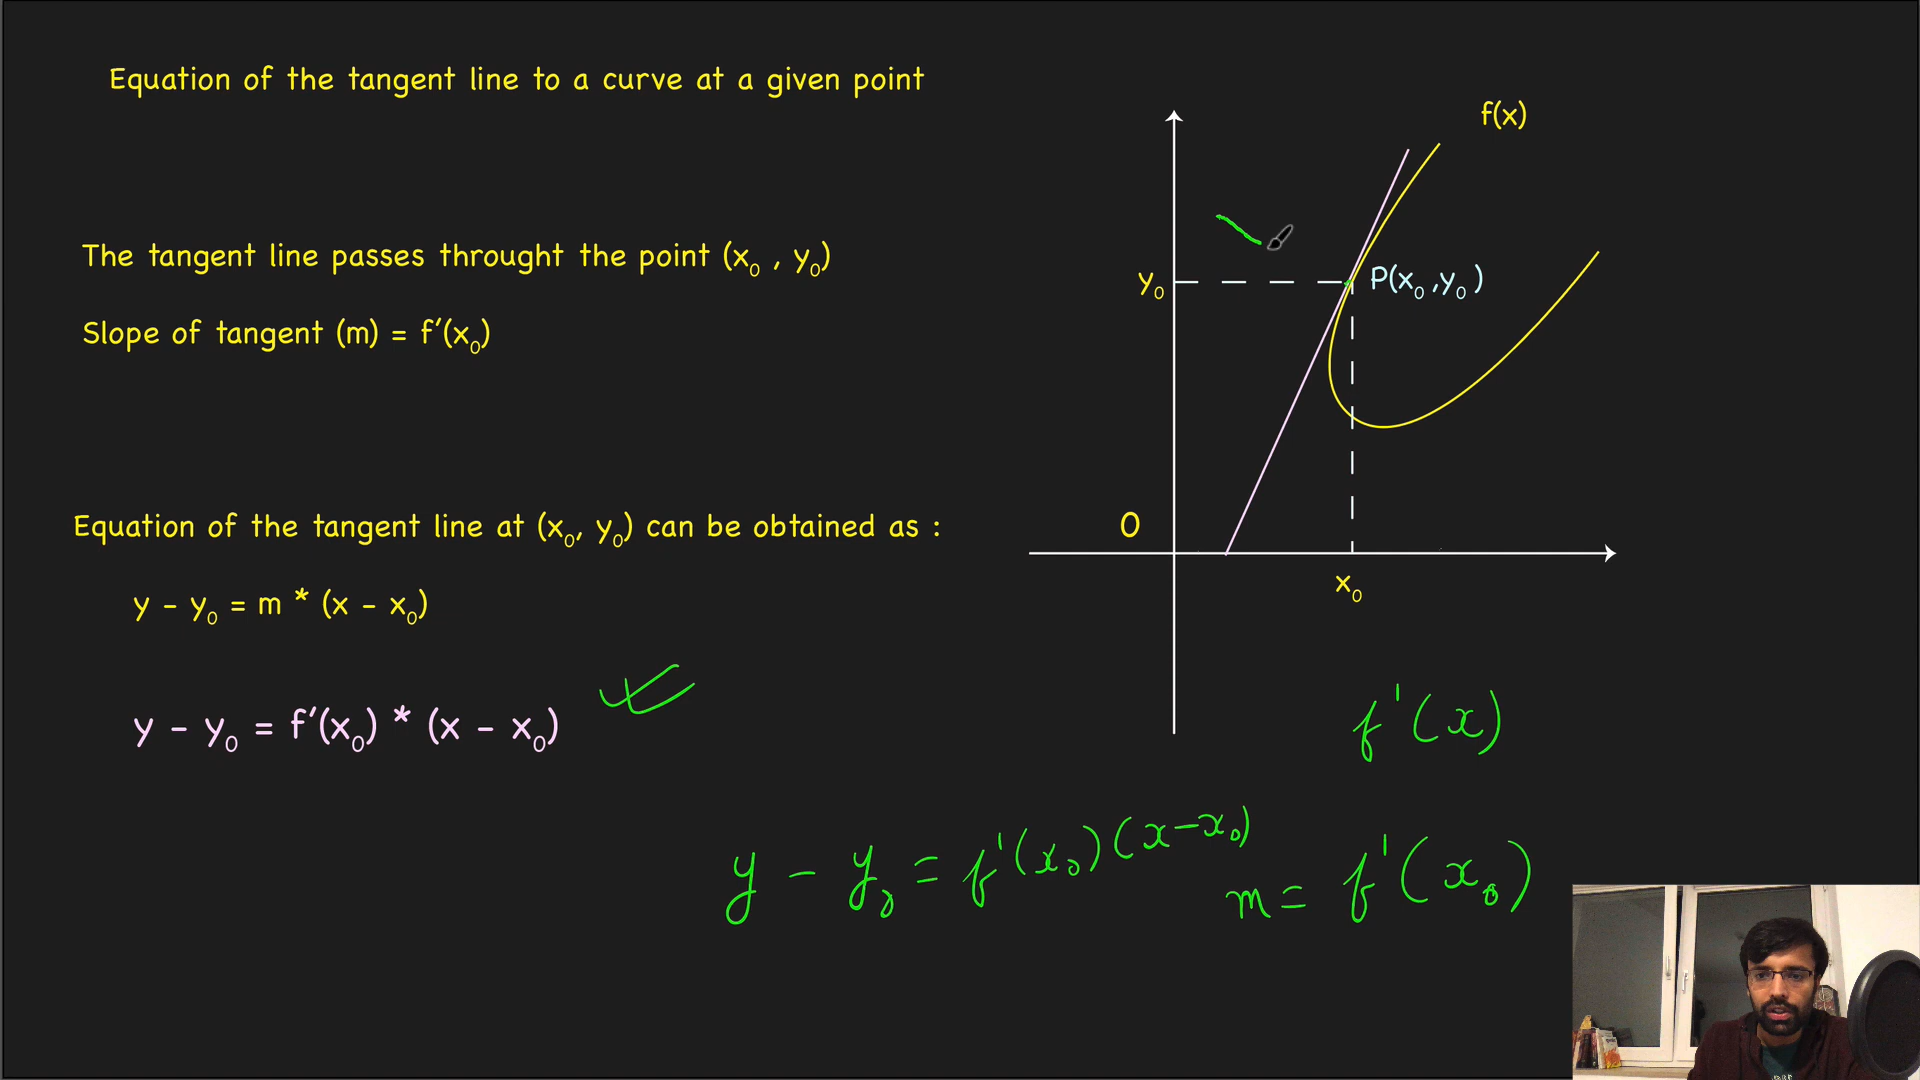 Equation of the tangent line to a curve at a given point
f(x)
The tangent line passes throught the point (x₀ , y₀)
y₀
P(x₀ ,y₀ )
Slope of tangent (m) = f′(x₀)
Equation of the tangent line at (x₀, y₀) can be obtained as :
0
x₀
y - y₀ = m * (x - x₀)
y - y₀ = f′(x₀) * (x - x₀)
f'(x)
y - y₀ = f'(x₀)(x-x₀)
m = f'(x₀)